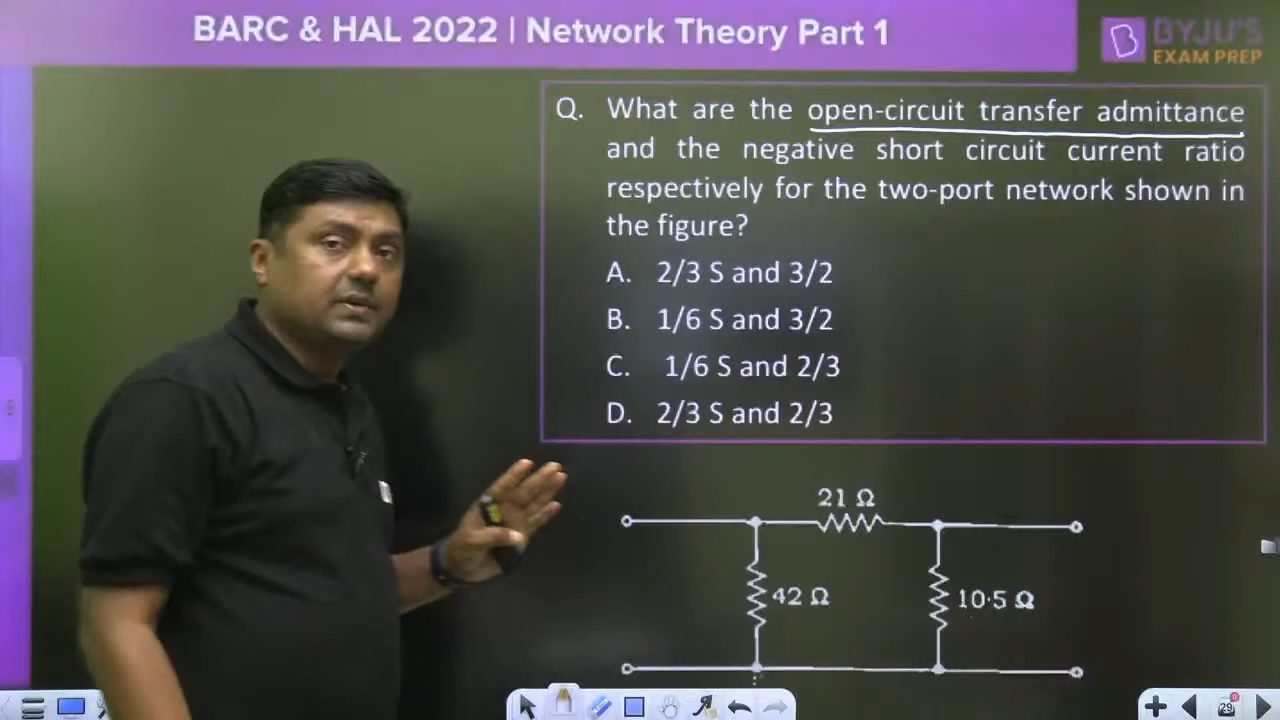 BARC & HAL 2022 | Network Theory Part 1
BYJU'S
EXAM PREP
Q. What are the open-circuit transfer admittance
and the negative short circuit current ratio
respectively for the two-port network shown in
the figure?
A. 2/3 S and 3/2
B. 1/6 S and 3/2
C. 1/6 S and 2/3
D. 2/3 S and 2/3
21 Ω
42 Ω
10·5 Ω
29